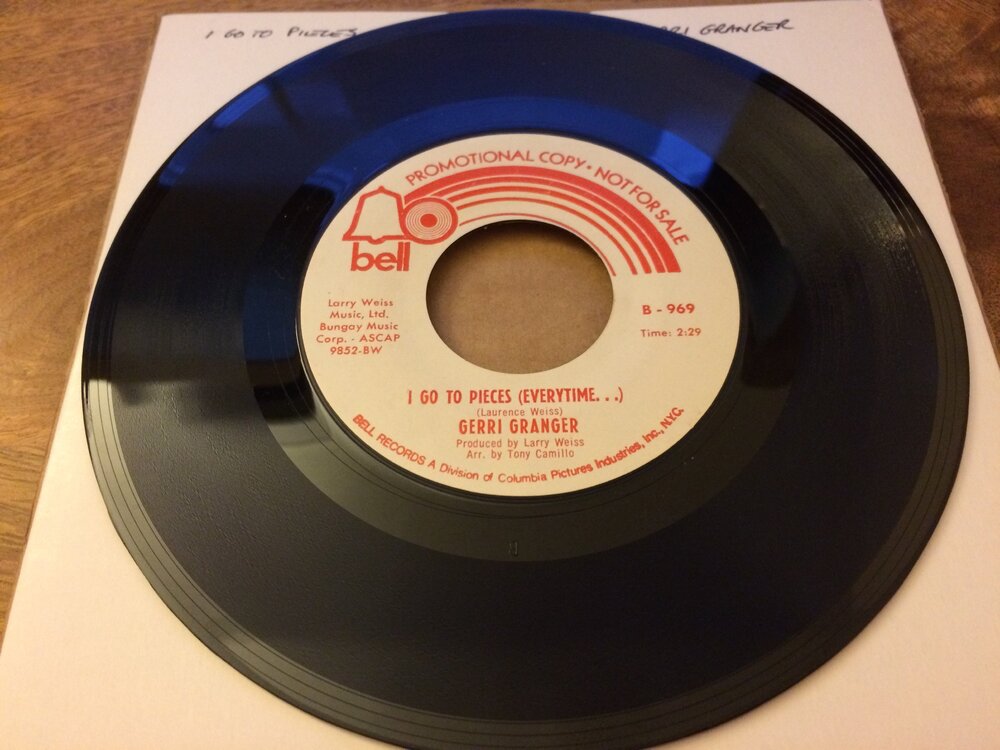 I GO TO PIECES GRANGER
PROMOTIONAL COPY • NOT FOR SALE
bell
Larry Weiss
Music, Ltd.
Bungay Music
Corp. - ASCAP
9852-BW
B - 969
Time: 2:29
I GO TO PIECES (EVERYTIME. . .)
(Laurence Weiss)
GERRI GRANGER
Produced by Larry Weiss
Arr. by Tony Camillo
BELL RECORDS A Division of Columbia Pictures Industries, Inc., N.Y.C.